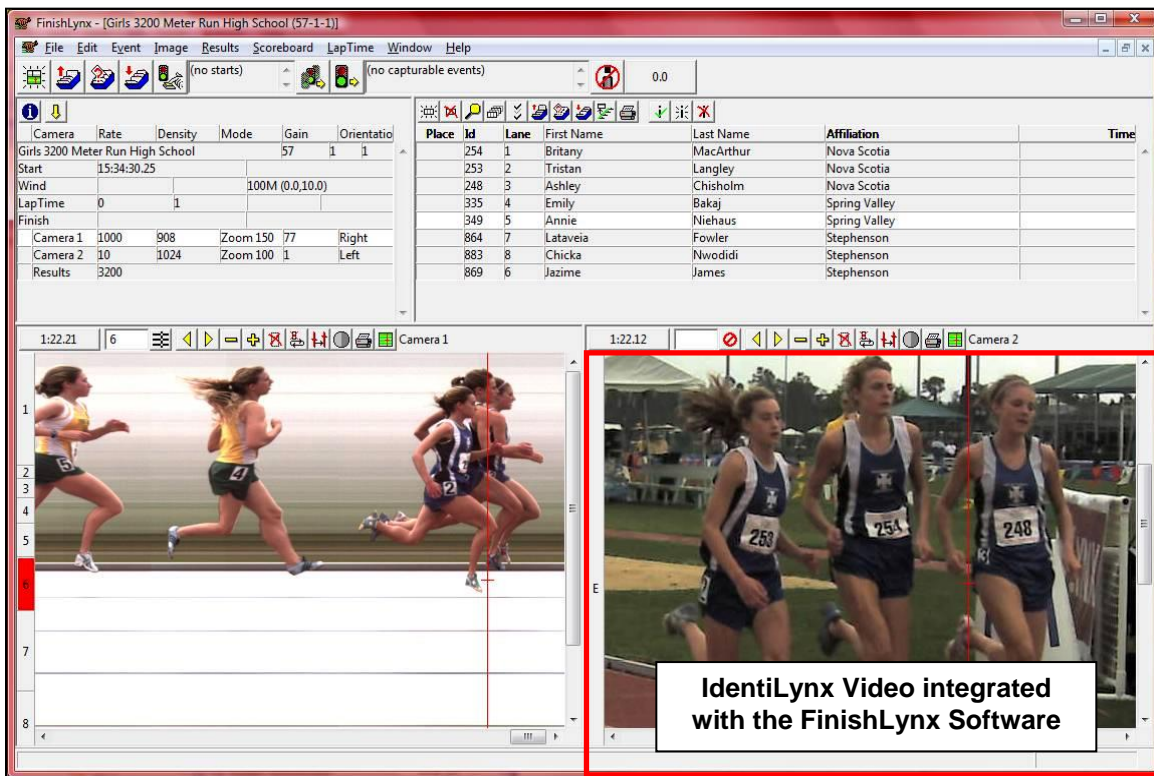 FinishLynx - [Girls 3200 Meter Run High School (57-1-1)]
File Edit Event Image Results Scoreboard LapTime Window Help
(no starts) (no capturable events) 0.0
Camera Rate Density Mode Gain Orientatio
Girls 3200 Meter Run High School 57 1 1
Start 15:34:30.25
Wind 100M (0.0,10.0)
LapTime 0 1
Finish
Camera 1 1000 908 Zoom 150 77 Right
Camera 2 10 1024 Zoom 100 1 Left
Results 3200
Place Id Lane First Name Last Name Affiliation Time
254 1 Britany MacArthur Nova Scotia
253 2 Tristan Langley Nova Scotia
248 3 Ashley Chisholm Nova Scotia
335 4 Emily Bakaj Spring Valley
349 5 Annie Niehaus Spring Valley
864 7 Lataveia Fowler Stephenson
883 8 Chicka Nwodidi Stephenson
869 6 Jazime James Stephenson
1:22.21 6 Camera 1
1:22.12 Camera 2
1
2
3
4
5
6
7
8
5
4
2
E
253
254
248
2
3
IdentiLynx Video integrated
with the FinishLynx Software